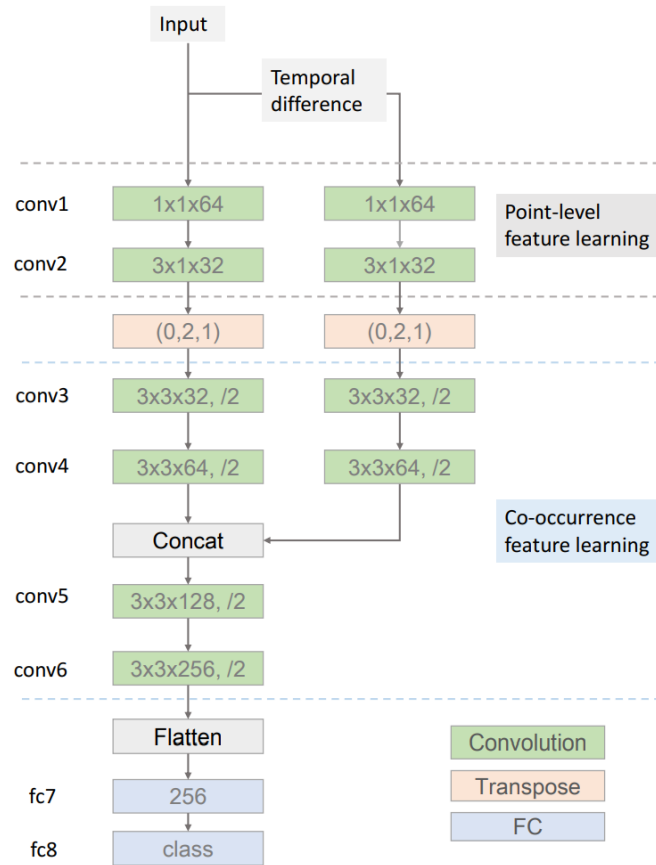 Input
Temporal
difference
conv1
1x1x64
1x1x64
Point-level
feature learning
conv2
3x1x32
3x1x32
(0,2,1)
(0,2,1)
conv3
3x3x32, /2
3x3x32, /2
conv4
3x3x64, /2
3x3x64, /2
Concat
Co-occurrence
feature learning
conv5
3x3x128, /2
conv6
3x3x256, /2
Flatten
Convolution
Transpose
fc7
256
FC
fc8
class